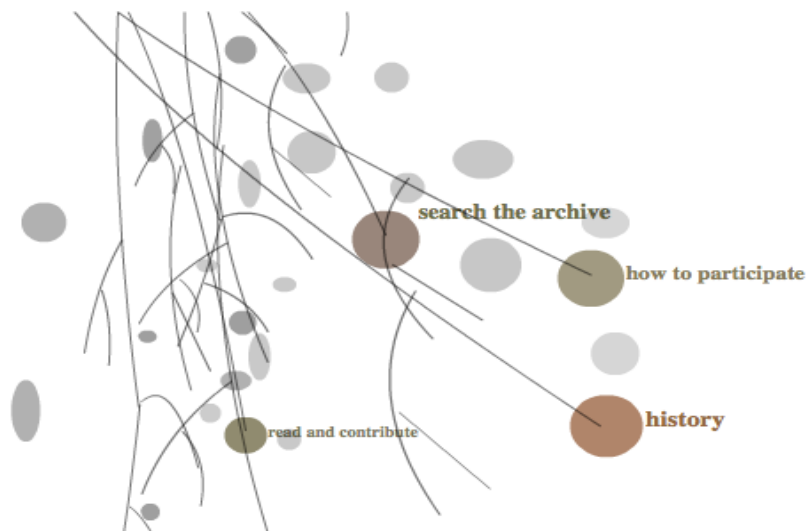 search the archive
how to participate
history
read and contribute